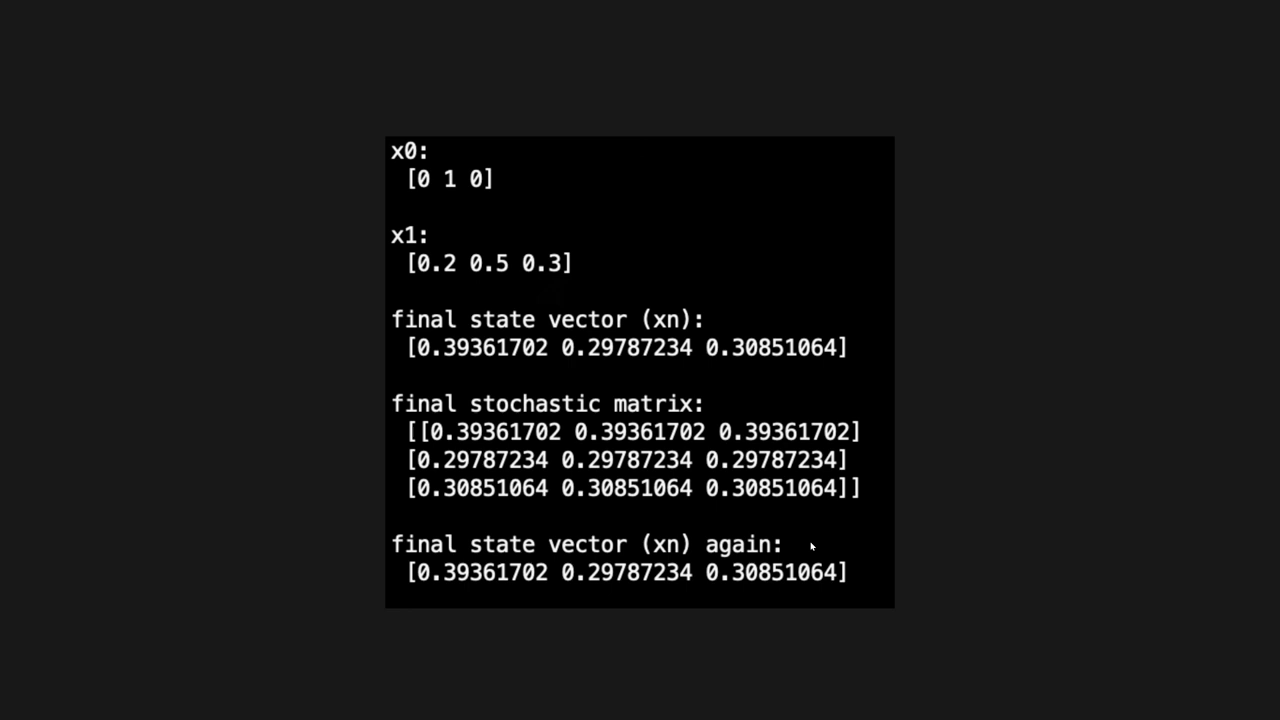 x0:
[0 1 0]
x1:
[0.2 0.5 0.3]
final state vector (xn):
[0.39361702 0.29787234 0.30851064]
final stochastic matrix:
[[0.39361702 0.39361702 0.39361702]
[0.29787234 0.29787234 0.29787234]
[0.30851064 0.30851064 0.30851064]]
final state vector (xn) again:
[0.39361702 0.29787234 0.30851064]